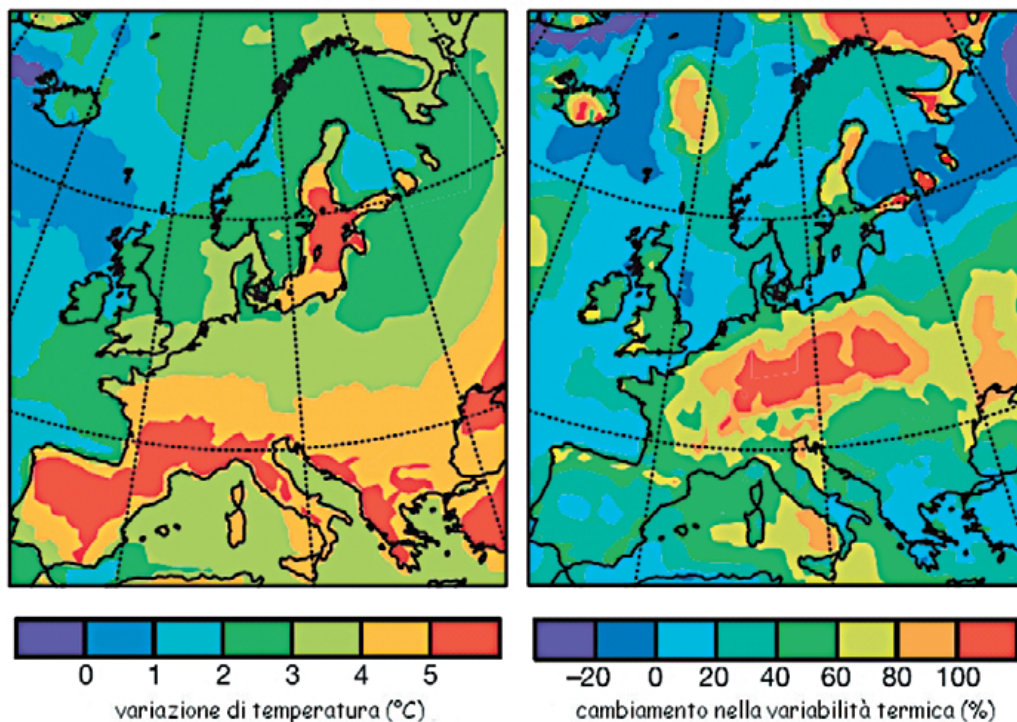 0 1 2 3 4 5
variazione di temperatura (°C)
−20 0 20 40 60 80 100
cambiamento nella variabilità termica (%)